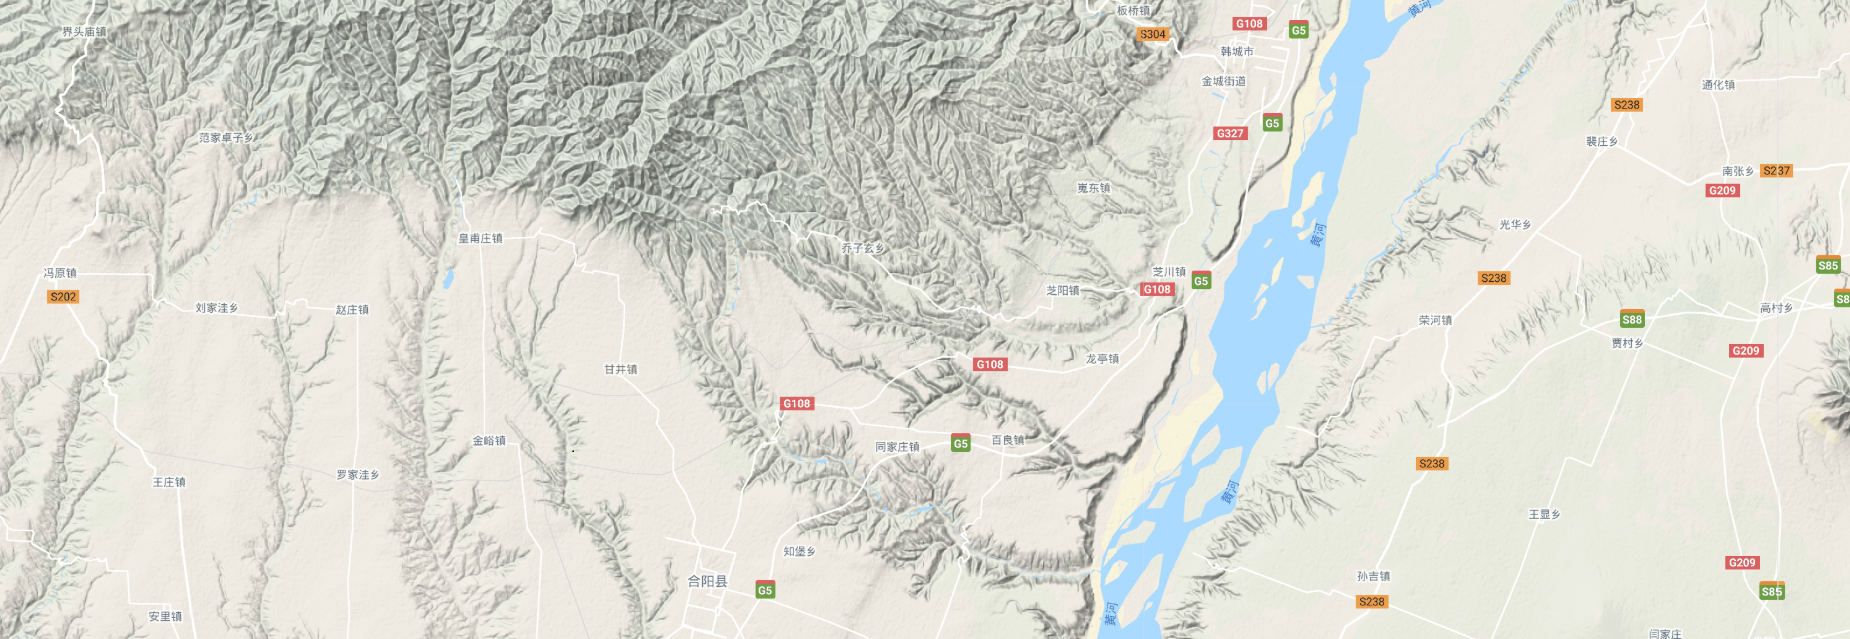 板桥镇
黄河
G108
G5
界头庙镇
S304
韩城市
金城街道
通化镇
S238
G5
G327
范家卓子乡
裴庄乡
南张乡
S237
G209
嵬东镇
光华乡
黄河
皇甫庄镇
乔子玄乡
冯原镇
芝川镇
G5
S238
S85
S202
芝阳镇
G108
S8
刘家洼乡
赵庄镇
荣河镇
S88
高村乡
贾村乡
G209
龙亭镇
G108
甘井镇
G108
金峪镇
同家庄镇
G5
百良镇
S238
罗家洼乡
王庄镇
黄河
王显乡
知堡乡
G209
合阳县
G5
孙吉镇
S85
S238
安里镇
黄河
闫家庄